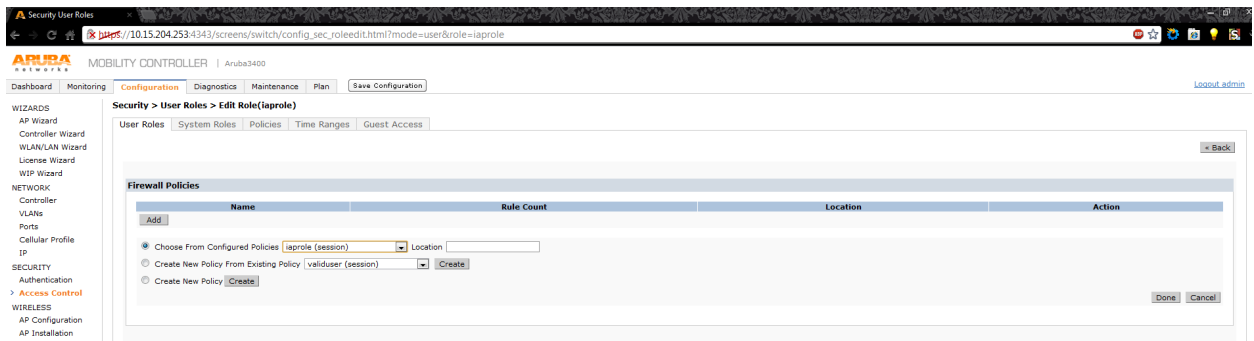 Security User Roles
https://10.15.204.253:4343/screens/switch/config_sec_roleedit.html?mode=user&role=iaprole
ARUBA networks MOBILITY CONTROLLER | Aruba3400
Dashboard Monitoring Configuration Diagnostics Maintenance Plan Save Configuration Logout admin
WIZARDS
AP Wizard
Controller Wizard
WLAN/LAN Wizard
License Wizard
WIP Wizard
NETWORK
Controller
VLANs
Ports
Cellular Profile
IP
SECURITY
Authentication
> Access Control
WIRELESS
AP Configuration
AP Installation
Security > User Roles > Edit Role(iaprole)
User Roles System Roles Policies Time Ranges Guest Access
« Back
Firewall Policies
Name Rule Count Location Action
Add
Choose From Configured Policies iaprole (session) Location
Create New Policy From Existing Policy validuser (session) Create
Create New Policy Create
Done Cancel